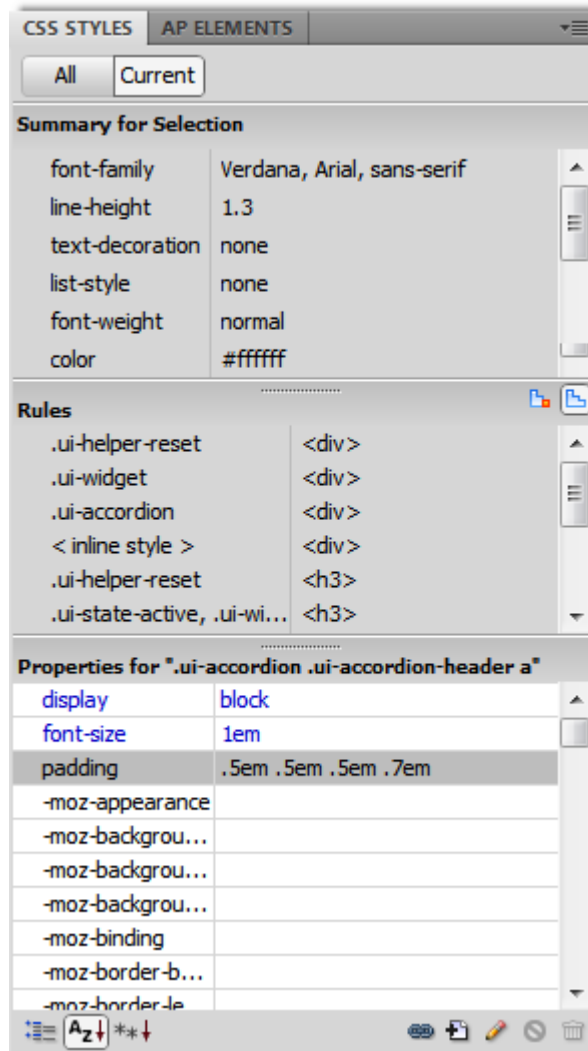 CSS STYLES AP ELEMENTS
All Current
Summary for Selection
font-family Verdana, Arial, sans-serif
line-height 1.3
text-decoration none
list-style none
font-weight normal
color #ffffff
Rules
.ui-helper-reset <div>
.ui-widget <div>
.ui-accordion <div>
< inline style > <div>
.ui-helper-reset <h3>
.ui-state-active, .ui-wi... <h3>
Properties for ".ui-accordion .ui-accordion-header a"
display block
font-size 1em
padding .5em .5em .5em .7em
-moz-appearance
-moz-backgrou...
-moz-backgrou...
-moz-backgrou...
-moz-binding
-moz-border-b...
-moz-border-le...
AZ **